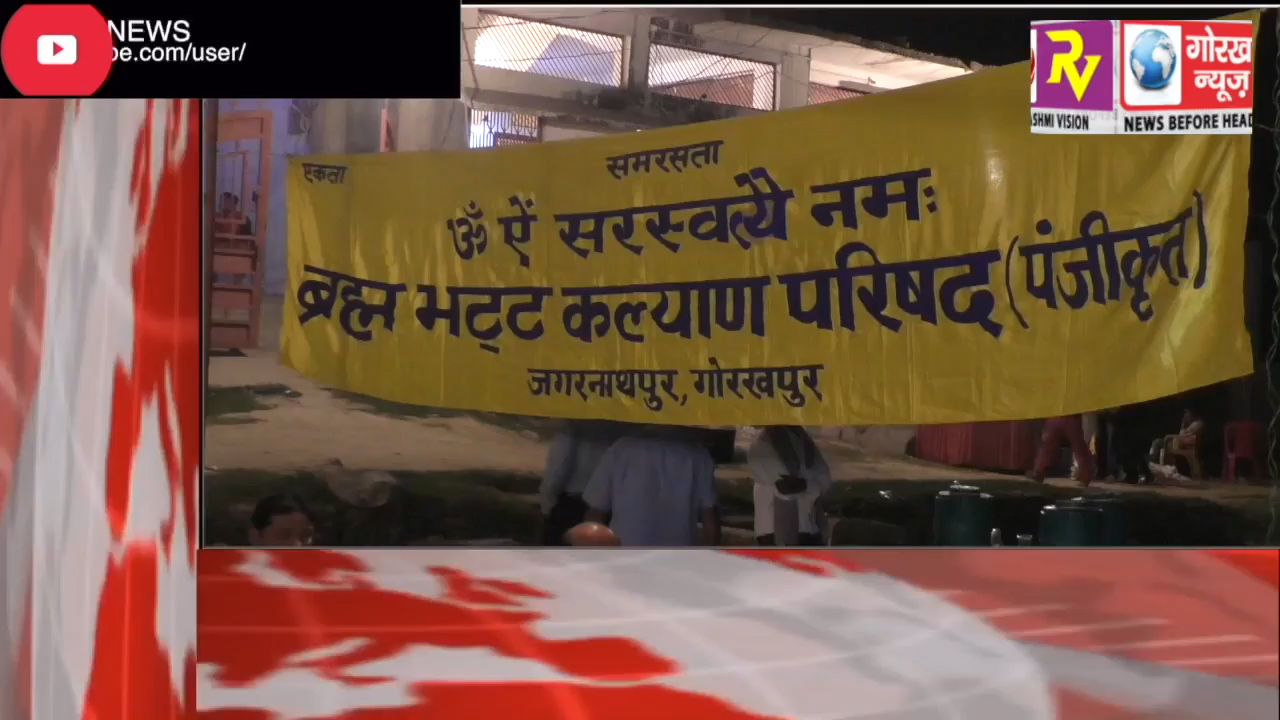 NEWS
be.com/user/
RV
ASHMI VISION
गोरख
न्यूज़
NEWS BEFORE HEAD
एकता
समरसता
ॐ ऐं सरस्वत्यै नमः
ब्रह्म भट्ट कल्याण परिषद (पंजीकृत)
जगरनाथपुर, गोरखपुर